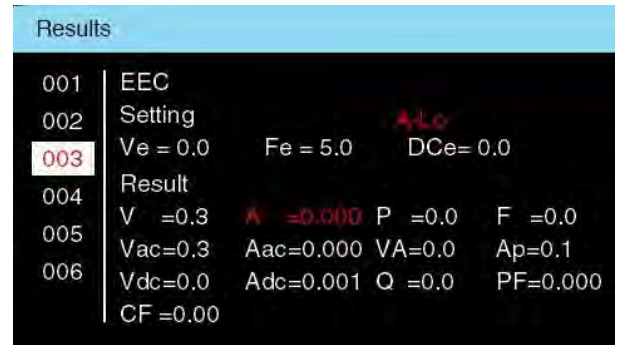 Results
001 EEC
002 Setting A-Lo
003 Ve = 0.0 Fe = 5.0 DCe= 0.0
004 Result
V =0.3 A =0.000 P =0.0 F =0.0
005 Vac=0.3 Aac=0.000 VA=0.0 Ap=0.1
006 Vdc=0.0 Adc=0.001 Q =0.0 PF=0.000
CF =0.00